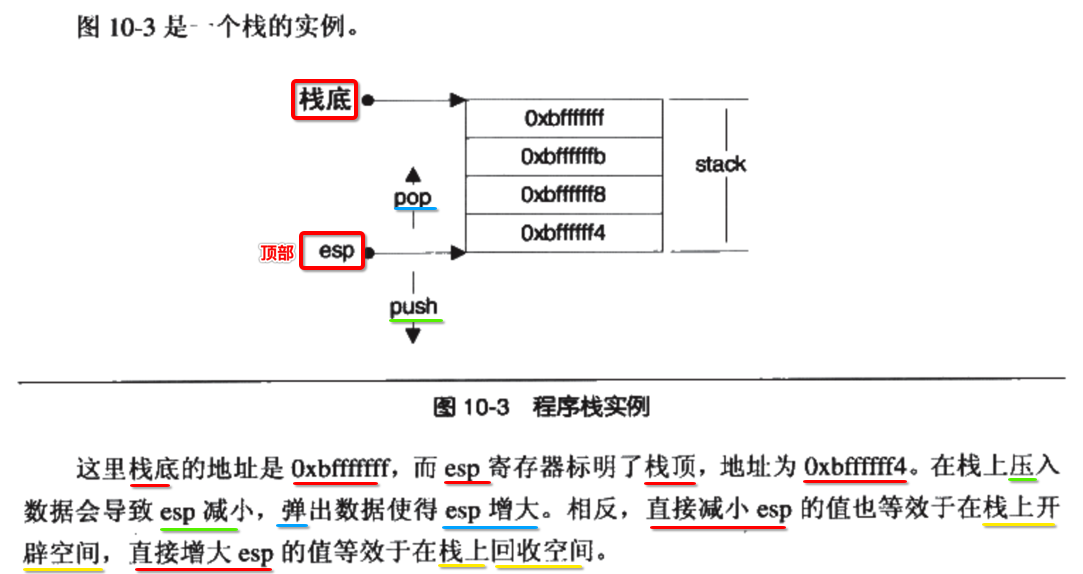 图 10-3 是一个栈的实例。
栈底
0xbfffffff
0xbffffffb
stack
pop
0xbffffff8
0xbffffff4
顶部 esp
push
图 10-3 程序栈实例
这里栈底的地址是 0xbfffffff，而 esp 寄存器标明了栈顶，地址为 0xbffffff4。在栈上压入
数据会导致 esp 减小，弹出数据使得 esp 增大。相反，直接减小 esp 的值也等效于在栈上开
辟空间，直接增大 esp 的值等效于在栈上回收空间。